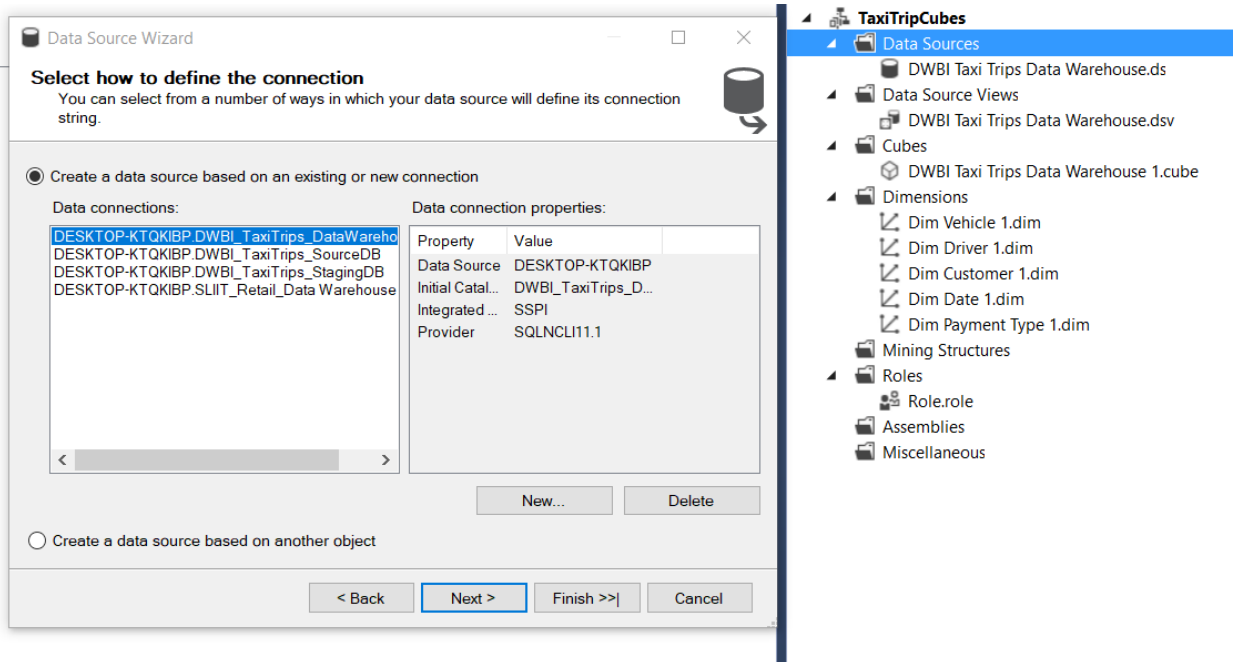 Data Source Wizard
Select how to define the connection
You can select from a number of ways in which your data source will define its connection
string.
Create a data source based on an existing or new connection
Data connections:
DESKTOP-KTQKIBP.DWBI_TaxiTrips_DataWareho
DESKTOP-KTQKIBP.DWBI_TaxiTrips_SourceDB
DESKTOP-KTQKIBP.DWBI_TaxiTrips_StagingDB
DESKTOP-KTQKIBP.SLIIT_Retail_Data Warehouse
Data connection properties:
Property Value
Data Source DESKTOP-KTQKIBP
Initial Catal... DWBI_TaxiTrips_D...
Integrated ... SSPI
Provider SQLNCLI11.1
New... Delete
Create a data source based on another object
< Back Next > Finish >>| Cancel
TaxiTripCubes
Data Sources
DWBI Taxi Trips Data Warehouse.ds
Data Source Views
DWBI Taxi Trips Data Warehouse.dsv
Cubes
DWBI Taxi Trips Data Warehouse 1.cube
Dimensions
Dim Vehicle 1.dim
Dim Driver 1.dim
Dim Customer 1.dim
Dim Date 1.dim
Dim Payment Type 1.dim
Mining Structures
Roles
Role.role
Assemblies
Miscellaneous